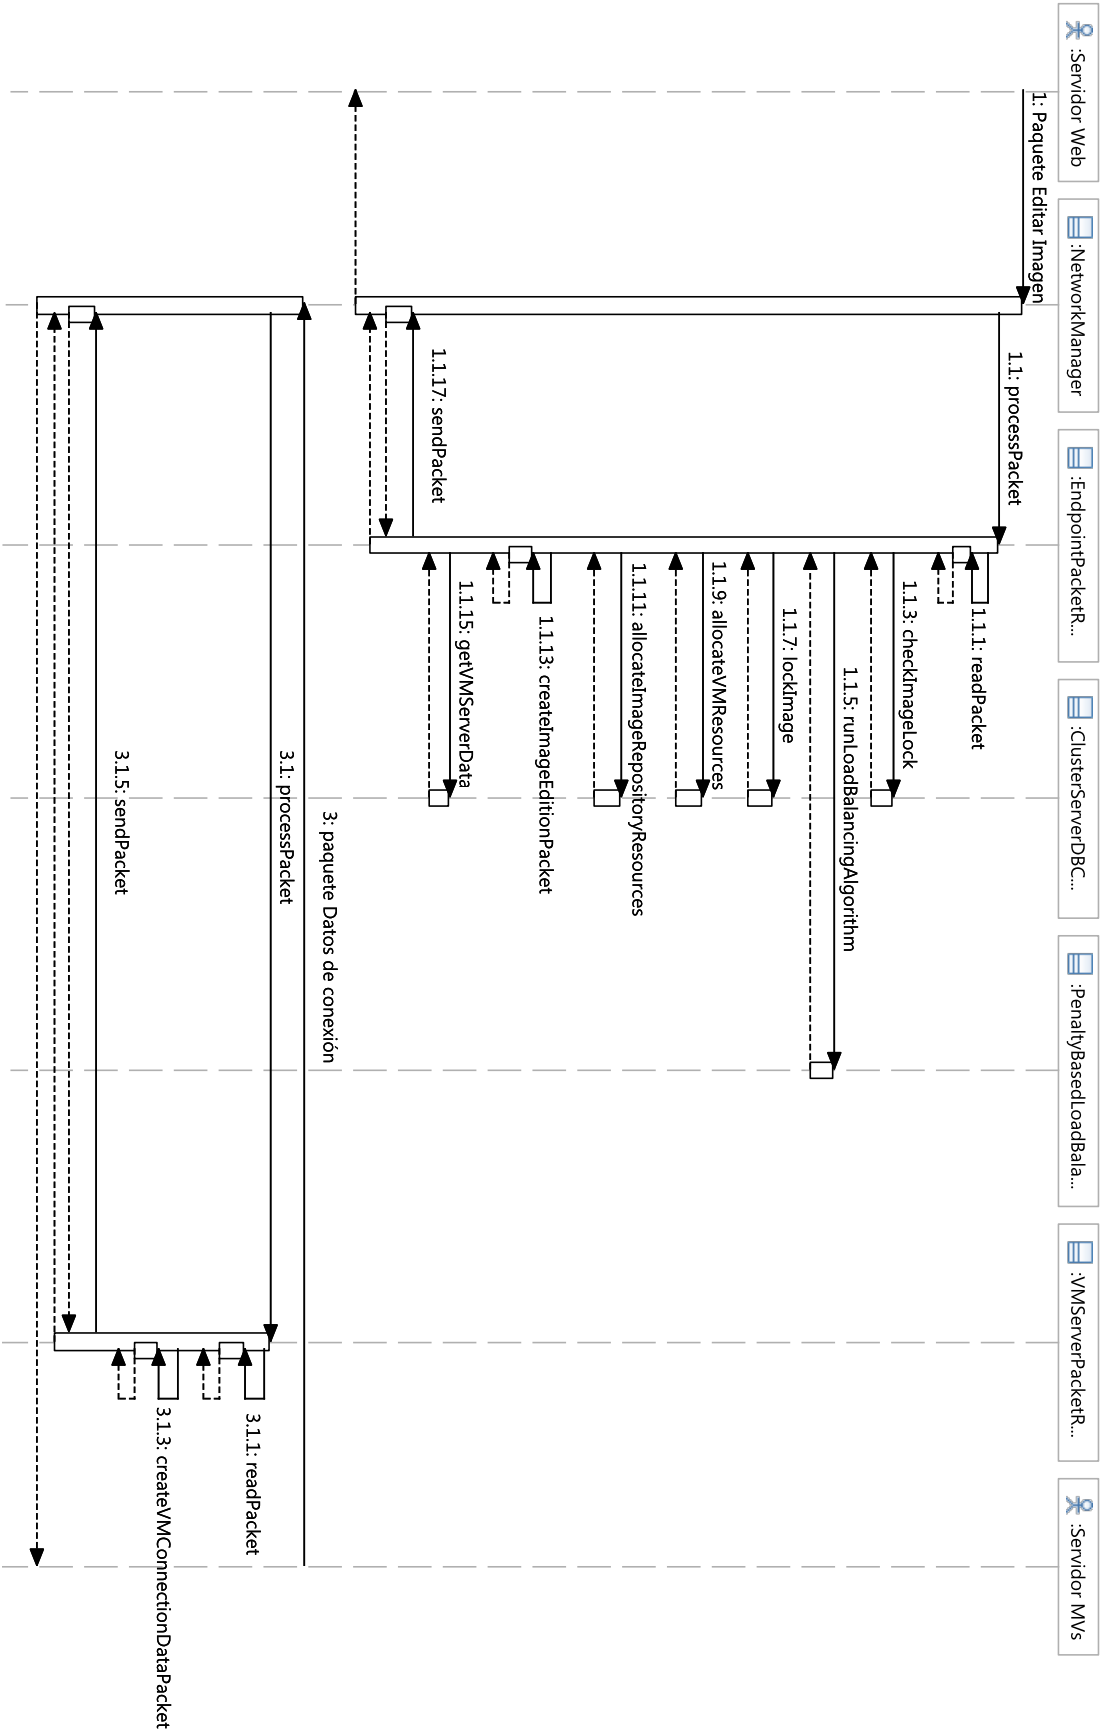 :Servidor Web
:NetworkManager
:EndpointPacketR...
:ClusterServerDBC...
:PenaltyBasedLoadBala...
:VMServerPacketR...
:Servidor MVs
1: Paquete Editar Imagen
1.1: processPacket
1.1.1: readPacket
1.1.3: checkImageLock
1.1.5: runLoadBalancingAlgorithm
1.1.7: lockImage
1.1.9: allocateVMResources
1.1.11: allocateImageRepositoryResources
1.1.13: createImageEditionPacket
1.1.15: getVMServerData
1.1.17: sendPacket
3: paquete Datos de conexión
3.1: processPacket
3.1.1: readPacket
3.1.3: createVMConnectionDataPacket
3.1.5: sendPacket